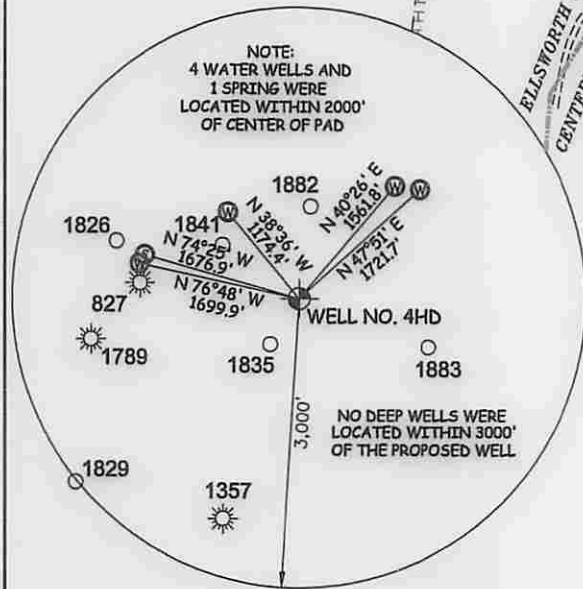 NOTE:
4 WATER WELLS AND
1 SPRING WERE
LOCATED WITHIN 2000'
OF CENTER OF PAD
ELLSWORTH
CENTER
1882
W
W
W
N 40°26' E
1561.8'
N 47°51' E
1721.7'
N 38°36' W
1174.4'
1826
1841
N 74°25' W
1676.9'
S
W
N 76°48' W
1699.9'
827
WELL NO. 4HD
1789
1835
1883
3,000'
NO DEEP WELLS WERE
LOCATED WITHIN 3000'
OF THE PROPOSED WELL
1829
1357